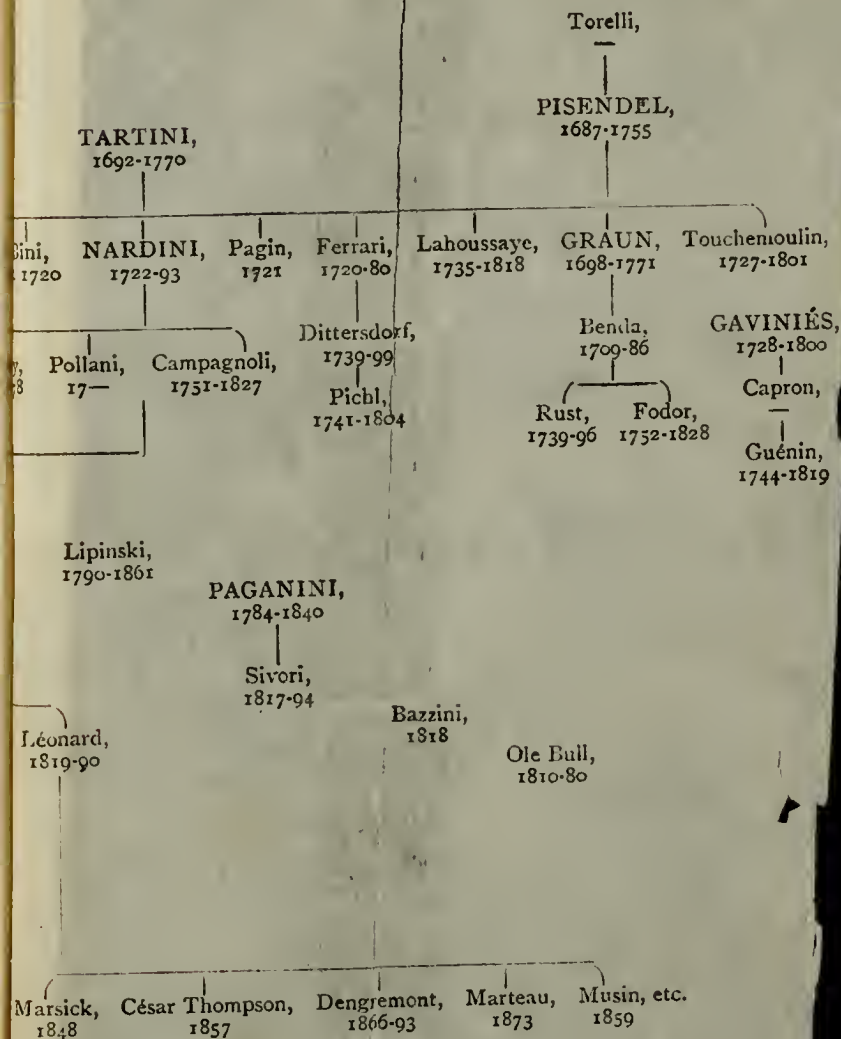 Torelli,
—
PISENDEL,
1687-1755
TARTINI,
1692-1770
1720
NARDINI,
1722-93
Pagin,
1721
Ferrari,
1720-80
Lahoussaye,
1735-1818
GRAUN,
1698-1771
Touchemoulin,
1727-1801
Pollani,
17—
Campagnoli,
1751-1827
Dittersdorf,
1739-99
Pichl,
1741-1804
Benda,
1709-86
Rust,
1739-96
Fodor,
1752-1828
GAVINIÉS,
1728-1800
Capron,
—
Guénin,
1744-1819
Lipinski,
1790-1861
PAGANINI,
1784-1840
Sivori,
1817-94
Léonard,
1819-90
Bazzini,
1818
Ole Bull,
1810-80
Marsick,
1848
César Thompson,
1857
Dengremont,
1866-93
Marteau,
1873
Musin, etc.
1859